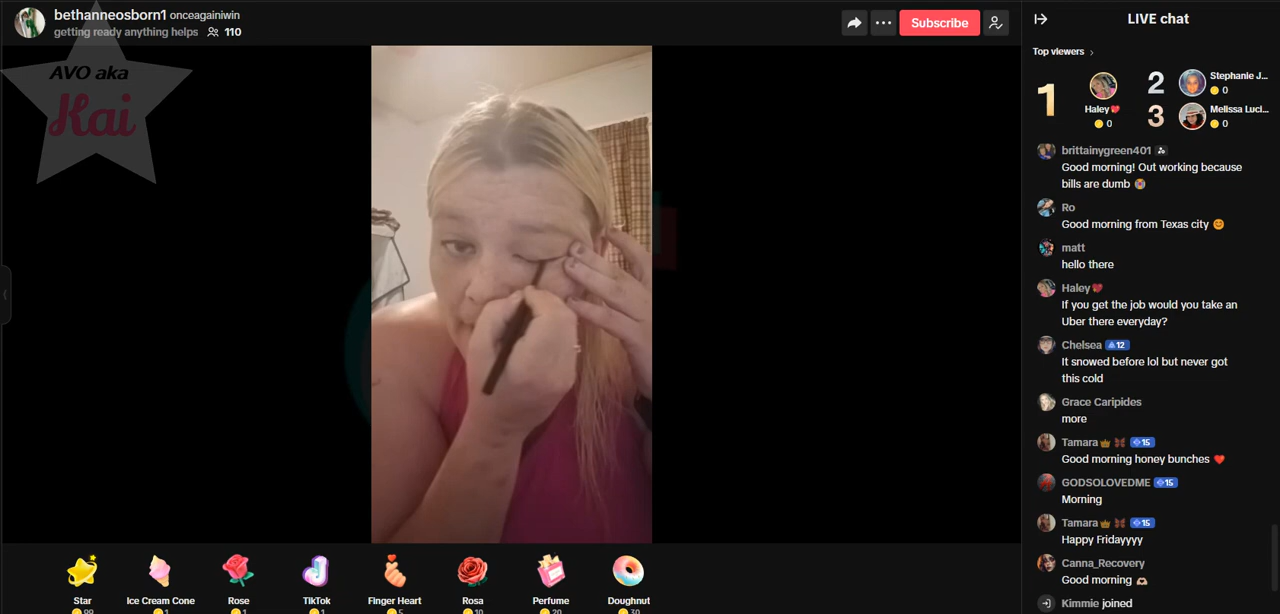 bethanneosborn1 onceagainiwin
getting ready anything helps 110
Subscribe
AVO aka
Kai
LIVE chat
Top viewers
1
Haley
0
2
Stephanie J...
0
3
Melissa Luci...
0
brittainygreen401
Good morning! Out working because
bills are dumb
Ro
Good morning from Texas city
matt
hello there
Haley
If you get the job would you take an
Uber there everyday?
Chelsea 12
It snowed before lol but never got
this cold
Grace Caripides
more
Tamara 15
Good morning honey bunches
GODSOLOVEDME 15
Morning
Tamara 15
Happy Fridayyyy
Canna_Recovery
Good morning
Kimmie joined
Star
Ice Cream Cone
Rose
TikTok
Finger Heart
Rosa
Perfume
Doughnut